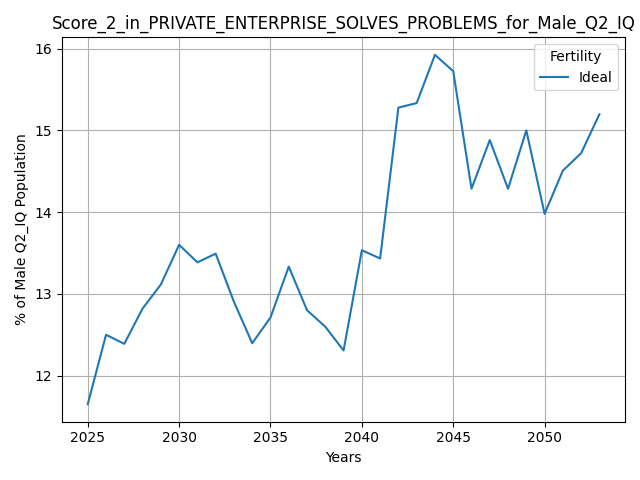 Score_2_in_PRIVATE_ENTERPRISE_SOLVES_PROBLEMS_for_Male_Q2_IQ
Fertility
Ideal
% of Male Q2_IQ Population
16
15
14
13
12
2025
2030
2035
2040
2045
2050
Years